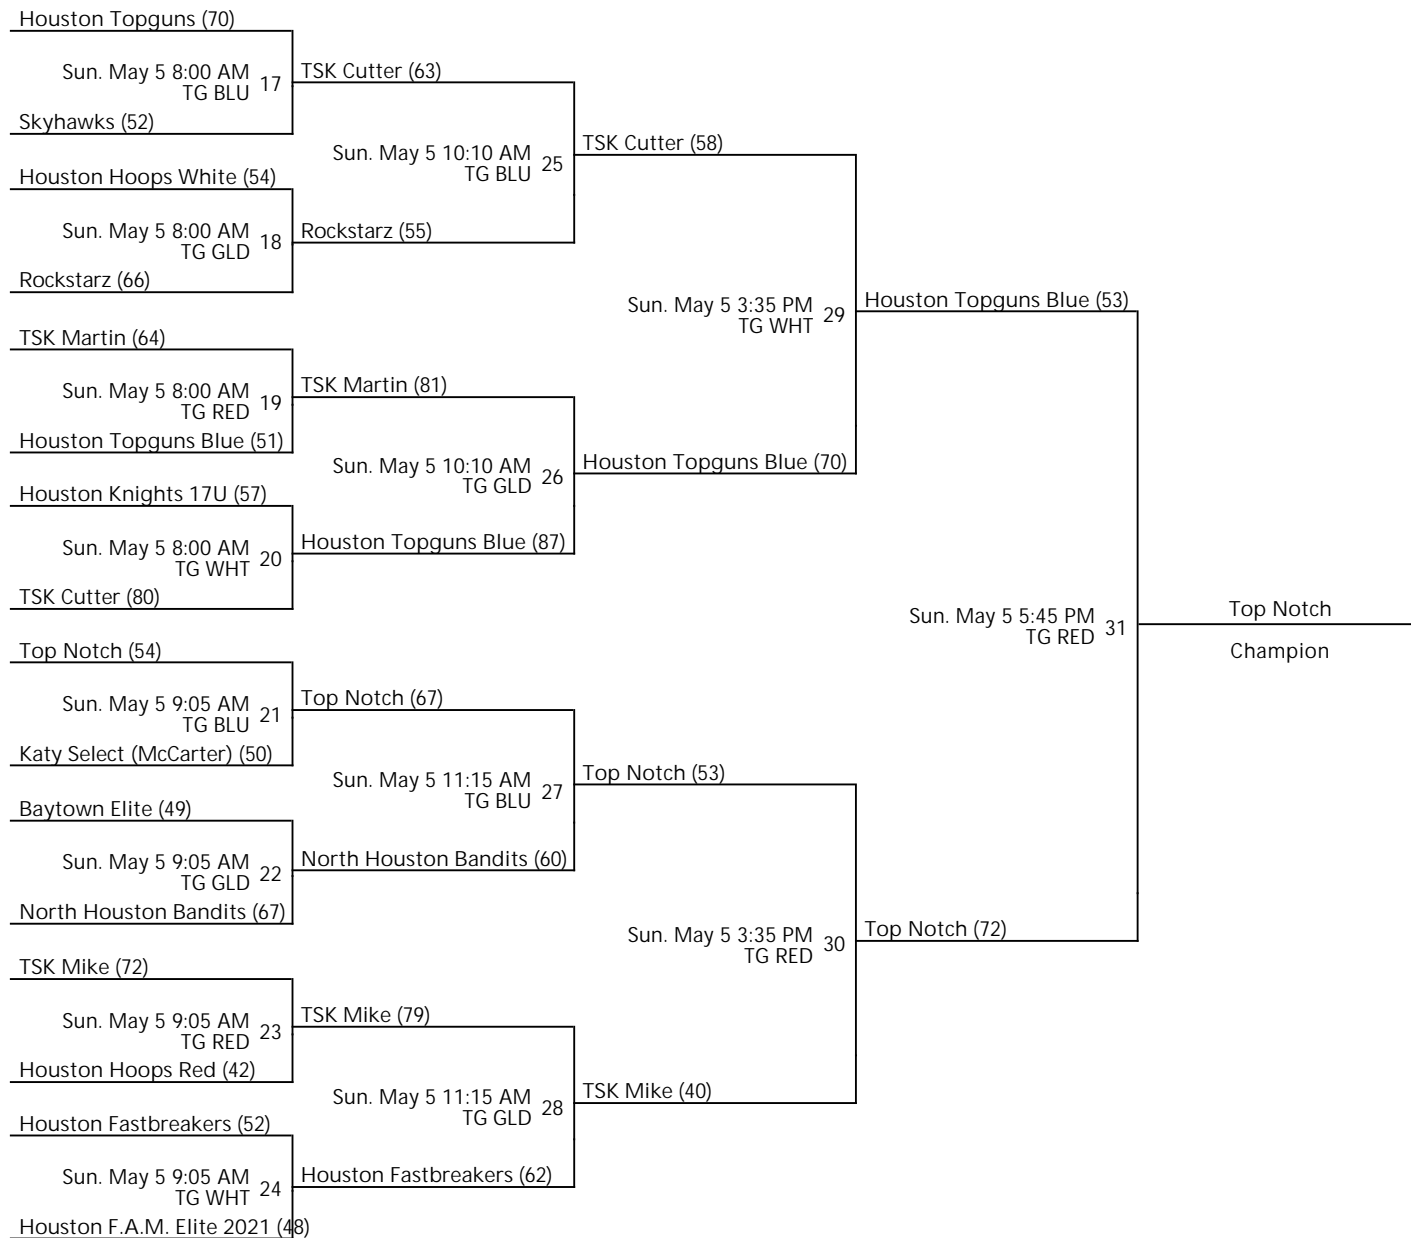 Houston Topguns (70)
Sun. May 5 8:00 AM
TG BLU
17
Skyhawks (52)
Houston Hoops White (54)
Sun. May 5 8:00 AM
TG GLD
18
Rockstarz (66)
TSK Martin (64)
Sun. May 5 8:00 AM
TG RED
19
Houston Topguns Blue (51)
Houston Knights 17U (57)
Sun. May 5 8:00 AM
TG WHT
20
TSK Cutter (80)
Top Notch (54)
Sun. May 5 9:05 AM
TG BLU
21
Katy Select (McCarter) (50)
Baytown Elite (49)
Sun. May 5 9:05 AM
TG GLD
22
North Houston Bandits (67)
TSK Mike (72)
Sun. May 5 9:05 AM
TG RED
23
Houston Hoops Red (42)
Houston Fastbreakers (52)
Sun. May 5 9:05 AM
TG WHT
24
Houston F.A.M. Elite 2021 (48)
TSK Cutter (63)
Sun. May 5 10:10 AM
TG BLU
25
Rockstarz (55)
TSK Martin (81)
Sun. May 5 10:10 AM
TG GLD
26
Houston Topguns Blue (87)
Top Notch (67)
Sun. May 5 11:15 AM
TG BLU
27
North Houston Bandits (60)
TSK Mike (79)
Sun. May 5 11:15 AM
TG GLD
28
Houston Fastbreakers (62)
TSK Cutter (58)
Sun. May 5 3:35 PM
TG WHT
29
Houston Topguns Blue (70)
Top Notch (53)
Sun. May 5 3:35 PM
TG RED
30
TSK Mike (40)
Houston Topguns Blue (53)
Sun. May 5 5:45 PM
TG RED
31
Top Notch (72)
Top Notch
Champion